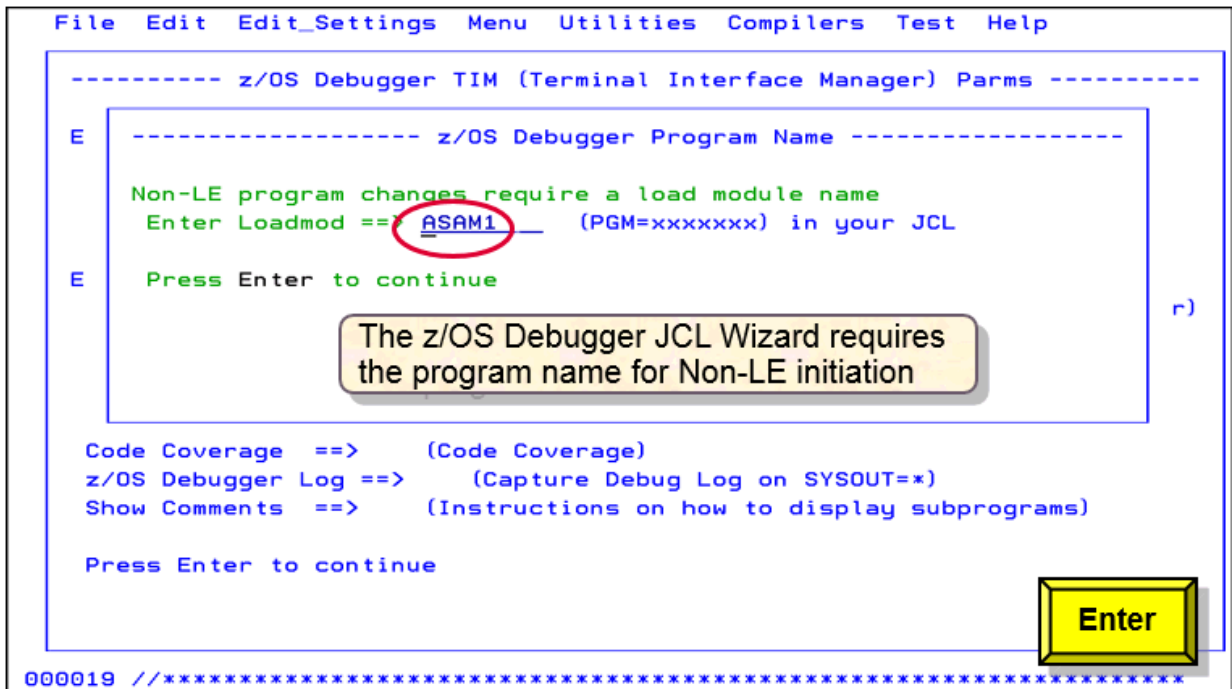 File Edit Edit_Settings Menu Utilities Compilers Test Help
---------- z/OS Debugger TIM (Terminal Interface Manager) Parms ----------
E ------------------- z/OS Debugger Program Name ------------------
Non-LE program changes require a load module name
Enter Loadmod ==> ASAM1 (PGM=xxxxxxx) in your JCL
E Press Enter to continue
r)
The z/OS Debugger JCL Wizard requires
the program name for Non-LE initiation
Code Coverage ==> (Code Coverage)
z/OS Debugger Log ==> (Capture Debug Log on SYSOUT=*)
Show Comments ==> (Instructions on how to display subprograms)
Press Enter to continue
Enter
000019 //*******************************************************************